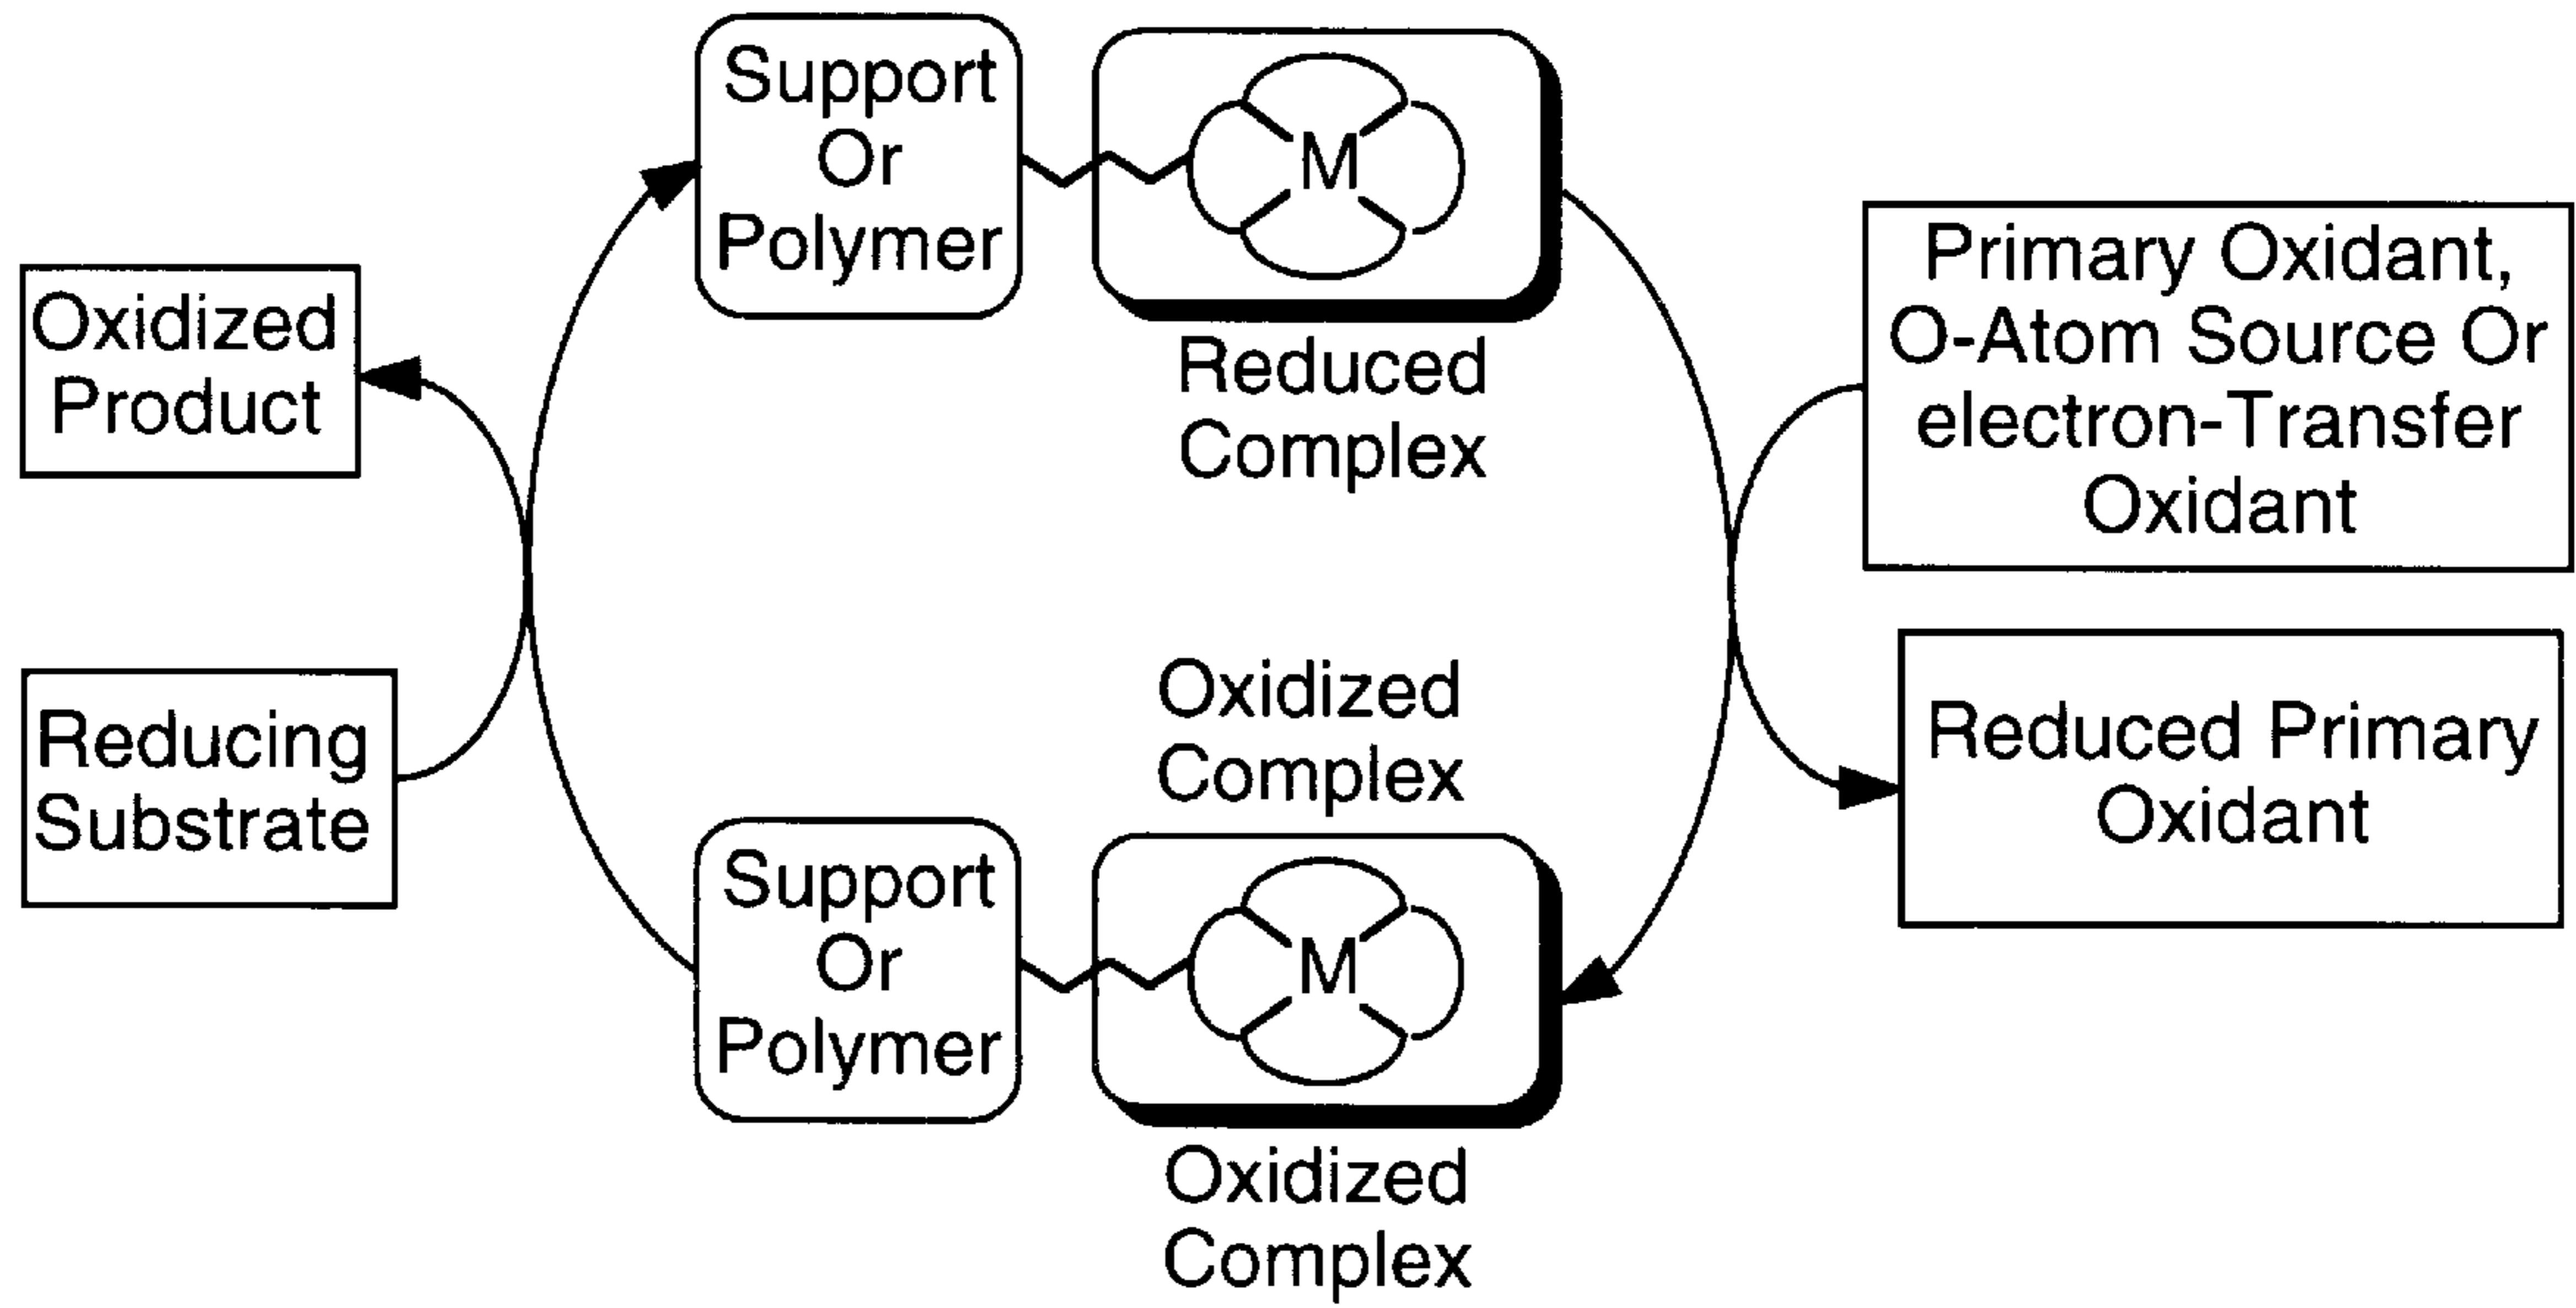 Support
Or
Polymer
M
Reduced
Complex
Oxidized
Product
Reducing
Substrate
Primary Oxidant,
O-Atom Source Or
electron-Transfer
Oxidant
Reduced Primary
Oxidant
Oxidized
Complex
Support
Or
Polymer
M
Oxidized
Complex